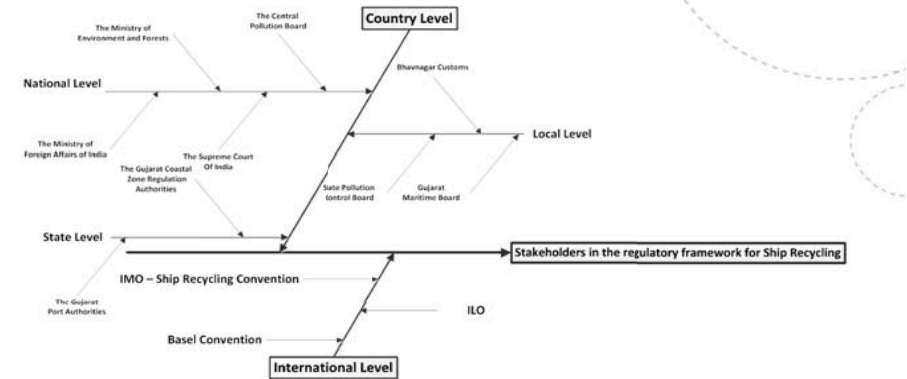 Country Level
The Central
Pollution Board
The Ministry of
Environment and Forests
Bhavnagar Customs
National Level
Local Level
The Ministry of
Foreign Affairs of India
The Supreme Court
Of India
The Gujarat Coastal
Zone Regulation
Authorities
Sate Pollution
Iontrol Board
Gujarat
Maritime Board
State Level
Stakeholders in the regulatory framework for Ship Recycling
IMO – Ship Recycling Convention
The Gujarat
Port Authorities
ILO
Basel Convention
International Level